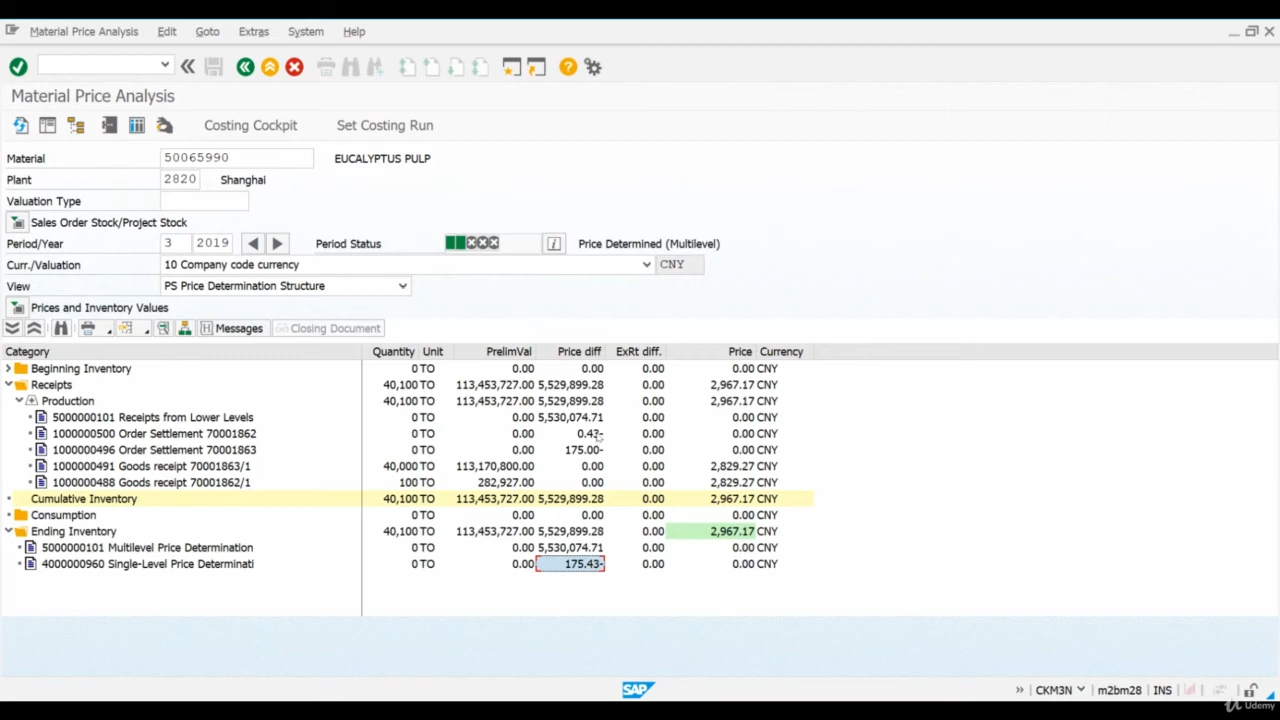 Material Price Analysis Edit Goto Extras System Help
Material Price Analysis
Costing Cockpit Set Costing Run
Material 50065990 EUCALYPTUS PULP
Plant 2820 Shanghai
Valuation Type
Sales Order Stock/Project Stock
Period/Year 3 2019 Period Status Price Determined (Multilevel)
Curr./Valuation 10 Company code currency CNY
View PS Price Determination Structure
Prices and Inventory Values
Messages Closing Document
Category Quantity Unit PrelimVal Price diff ExRt diff. Price Currency
Beginning Inventory 0 TO 0.00 0.00 0.00 0.00 CNY
Receipts 40,100 TO 113,453,727.00 5,529,899.28 0.00 2,967.17 CNY
Production 40,100 TO 113,453,727.00 5,529,899.28 0.00 2,967.17 CNY
5000000101 Receipts from Lower Levels 0 TO 0.00 5,530,074.71 0.00 0.00 CNY
1000000500 Order Settlement 70001862 0 TO 0.00 0.43- 0.00 0.00 CNY
1000000496 Order Settlement 70001863 0 TO 0.00 175.00- 0.00 0.00 CNY
1000000491 Goods receipt 70001863/1 40,000 TO 113,170,800.00 0.00 0.00 2,829.27 CNY
1000000488 Goods receipt 70001862/1 100 TO 282,927.00 0.00 0.00 2,829.27 CNY
Cumulative Inventory 40,100 TO 113,453,727.00 5,529,899.28 0.00 2,967.17 CNY
Consumption 0 TO 0.00 0.00 0.00 0.00 CNY
Ending Inventory 40,100 TO 113,453,727.00 5,529,899.28 0.00 2,967.17 CNY
5000000101 Multilevel Price Determination 0 TO 0.00 5,530,074.71 0.00 0.00 CNY
4000000960 Single-Level Price Determinati 0 TO 0.00 175.43- 0.00 0.00 CNY
SAP CKM3N m2bm28 INS
Udemy